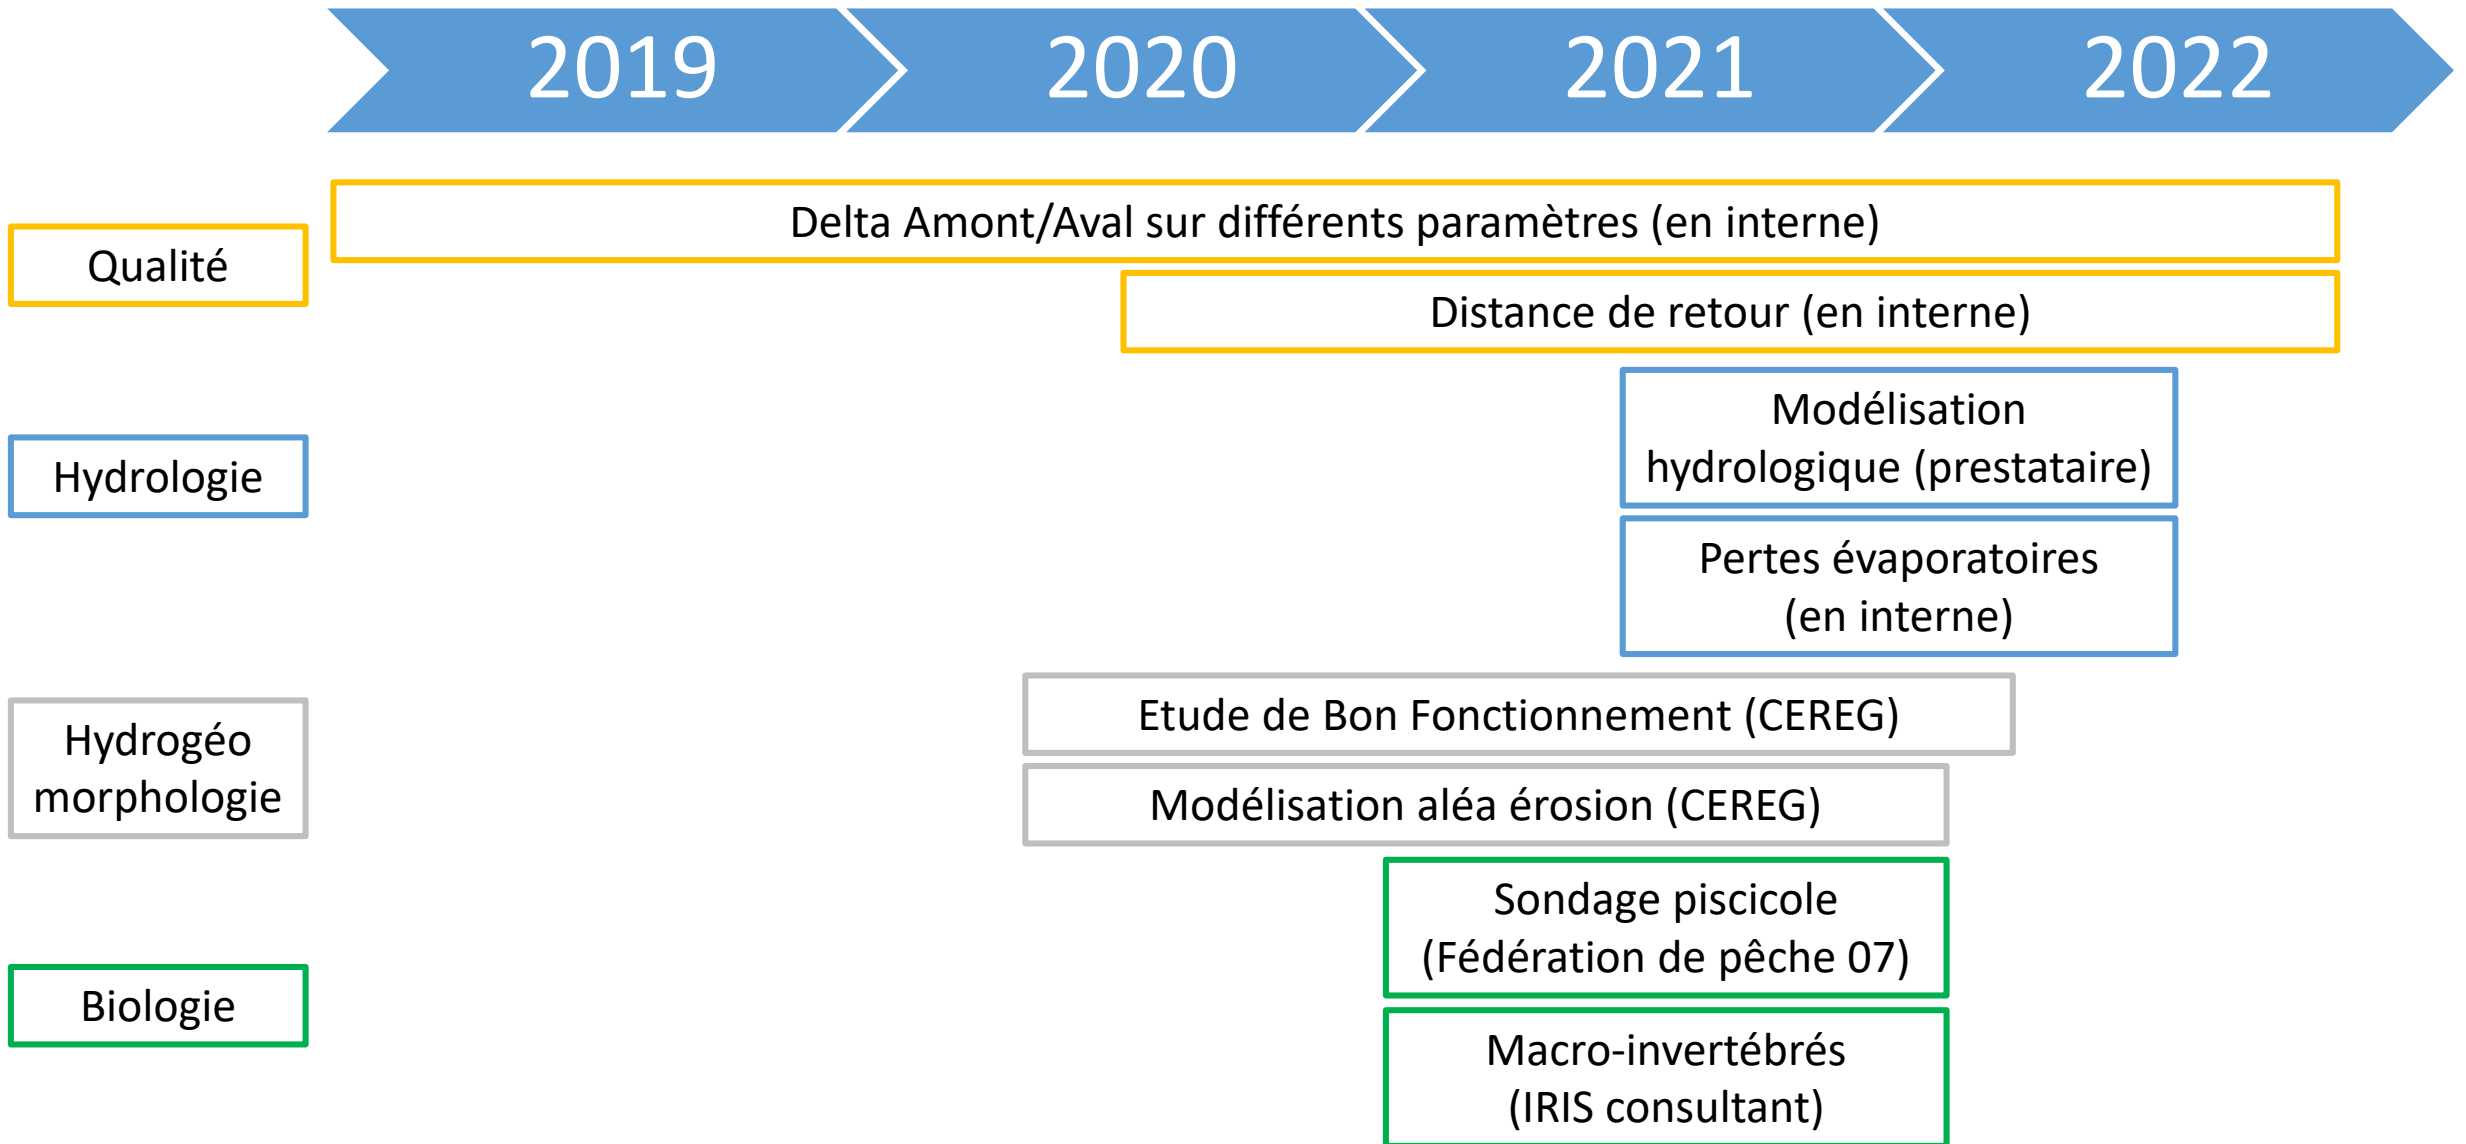 2019
2020
2021
2022
Qualité
Delta Amont/Aval sur différents paramètres (en interne)
Distance de retour (en interne)
Hydrologie
Modélisation
hydrologique (prestataire)
Pertes évaporatoires
(en interne)
Hydrogéo
morphologie
Etude de Bon Fonctionnement (CEREG)
Modélisation aléa érosion (CEREG)
Biologie
Sondage piscicole
(Fédération de pêche 07)
Macro-invertébrés
(IRIS consultant)